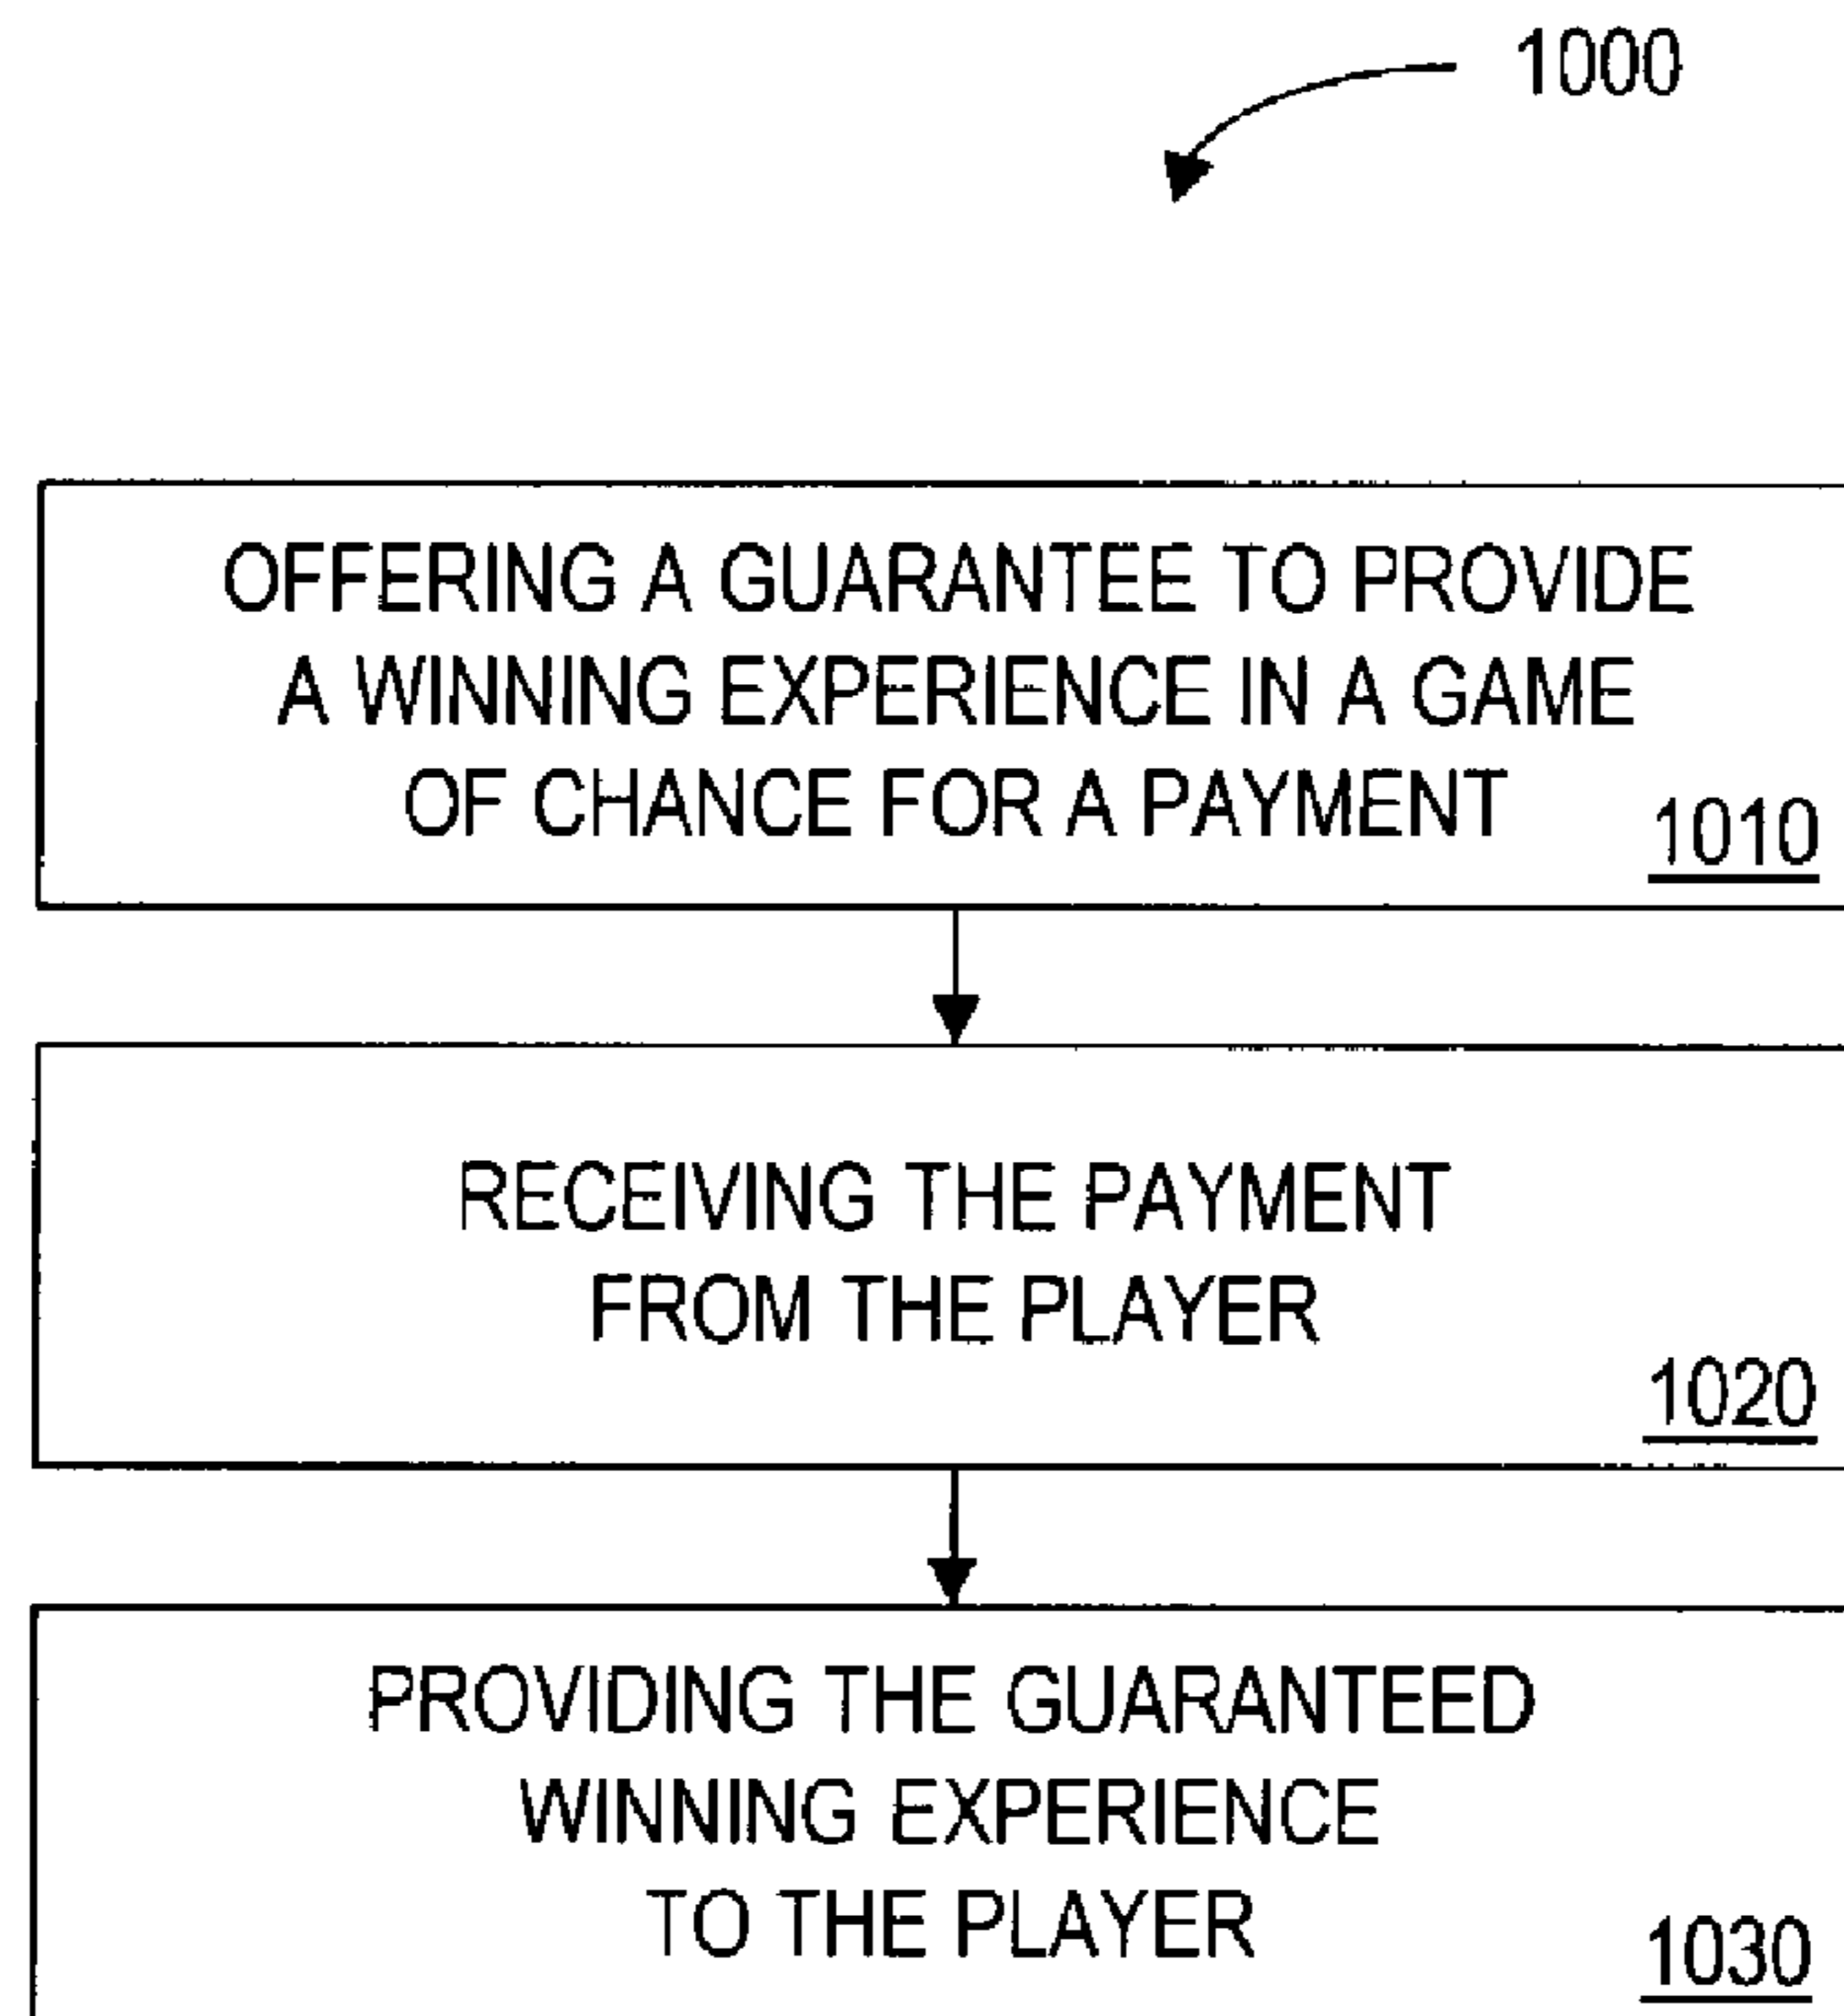 1000
OFFERING A GUARANTEE TO PROVIDE
A WINNING EXPERIENCE IN A GAME
OF CHANCE FOR A PAYMENT
1010
RECEIVING THE PAYMENT
FROM THE PLAYER
1020
PROVIDING THE GUARANTEED
WINNING EXPERIENCE
TO THE PLAYER
1030